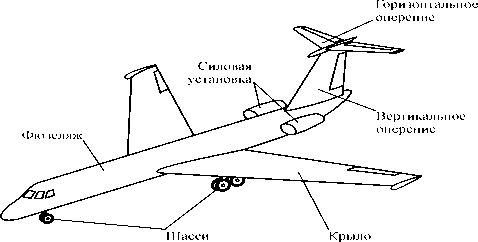 Горизонтальное
оперение
Силовая
установка
Вертикальное
оперение
Фюзеляж
Шасси
Крыло